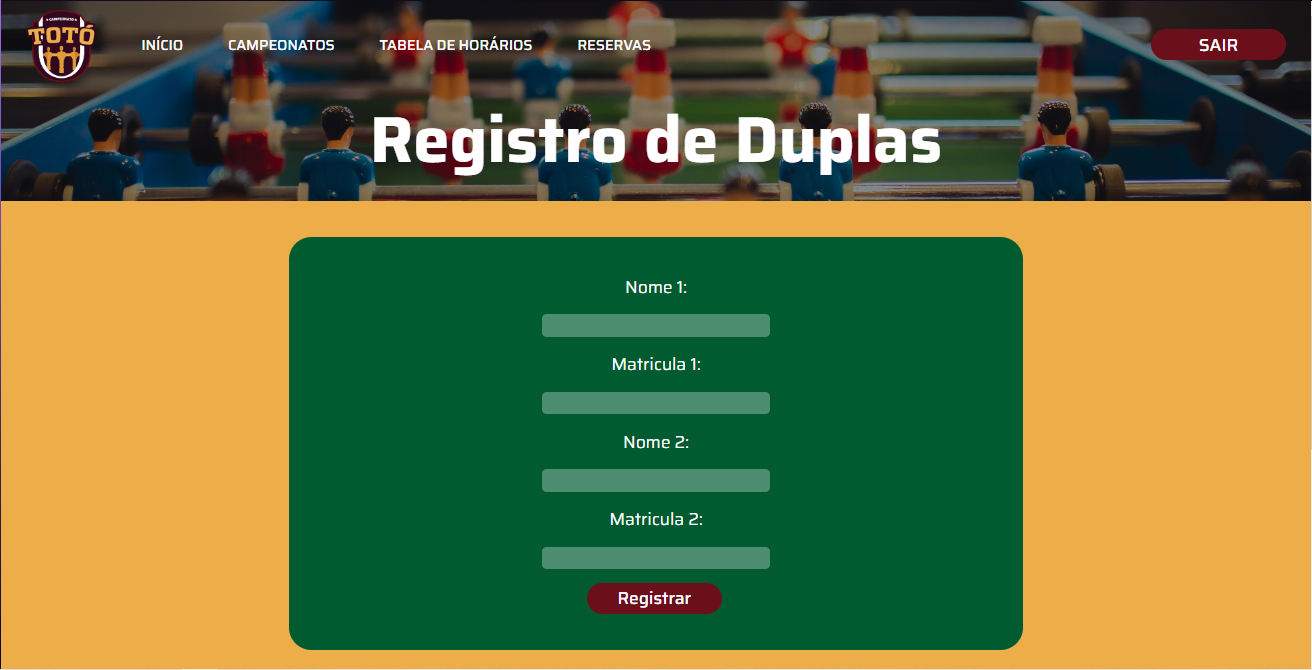 CAMPEONATO
TOTÓ
INÍCIO
CAMPEONATOS
TABELA DE HORÁRIOS
RESERVAS
SAIR
Registro de Duplas
Nome 1:
Matricula 1:
Nome 2:
Matricula 2:
Registrar